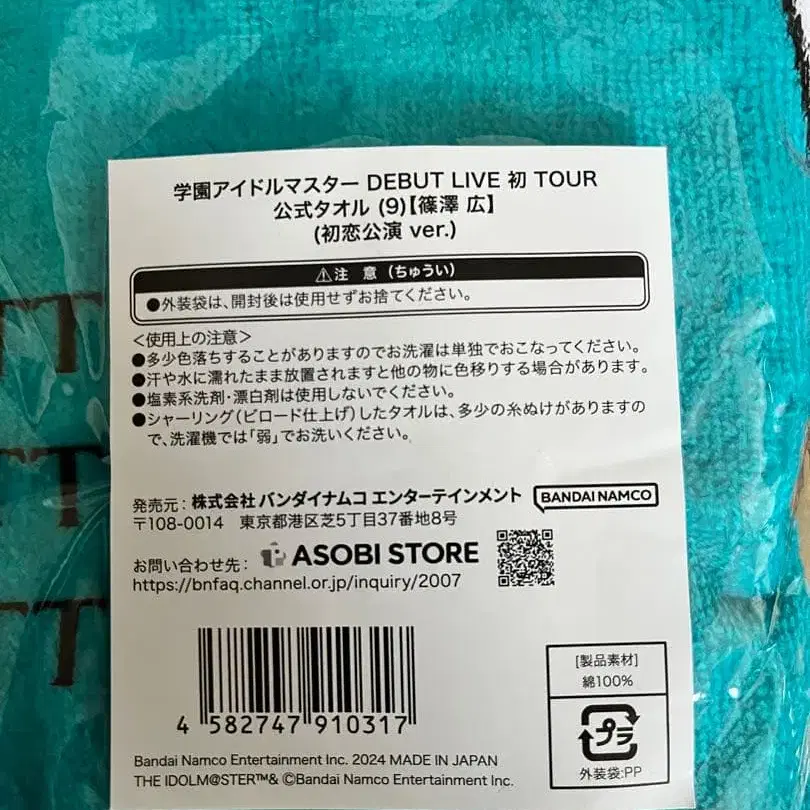 学園アイドルマスター DEBUT LIVE 初 TOUR
公式タオル (9)【篠澤 広】
(初恋公演 ver.)
⚠注 意 (ちゅうい)
●外装袋は、開封後は使用せずお捨てください。
<使用上の注意>
●多少色落ちすることがありますのでお洗濯は単独でおこなってください。
●汗や水に濡れたまま放置されますと他の物に色移りする場合があります。
●塩素系洗剤・漂白剤は使用しないでください。
●シャーリング(ビロード仕上げ)したタオルは、多少の糸ぬけがありますの
で、洗濯機では「弱」でお洗いください。
発売元: 株式会社 バンダイナムコ エンターテインメント BANDAI NAMCO
〒108-0014 東京都港区芝5丁目37番地8号
お問い合わせ先: ASOBI STORE
https://bnfaq.channel.or.jp/inquiry/2007
4 582747 910317
[製品素材]
綿100%
プラ
外装袋:PP
Bandai Namco Entertainment Inc. 2024 MADE IN JAPAN
THE IDOLM@STER™& ©Bandai Namco Entertainment Inc.